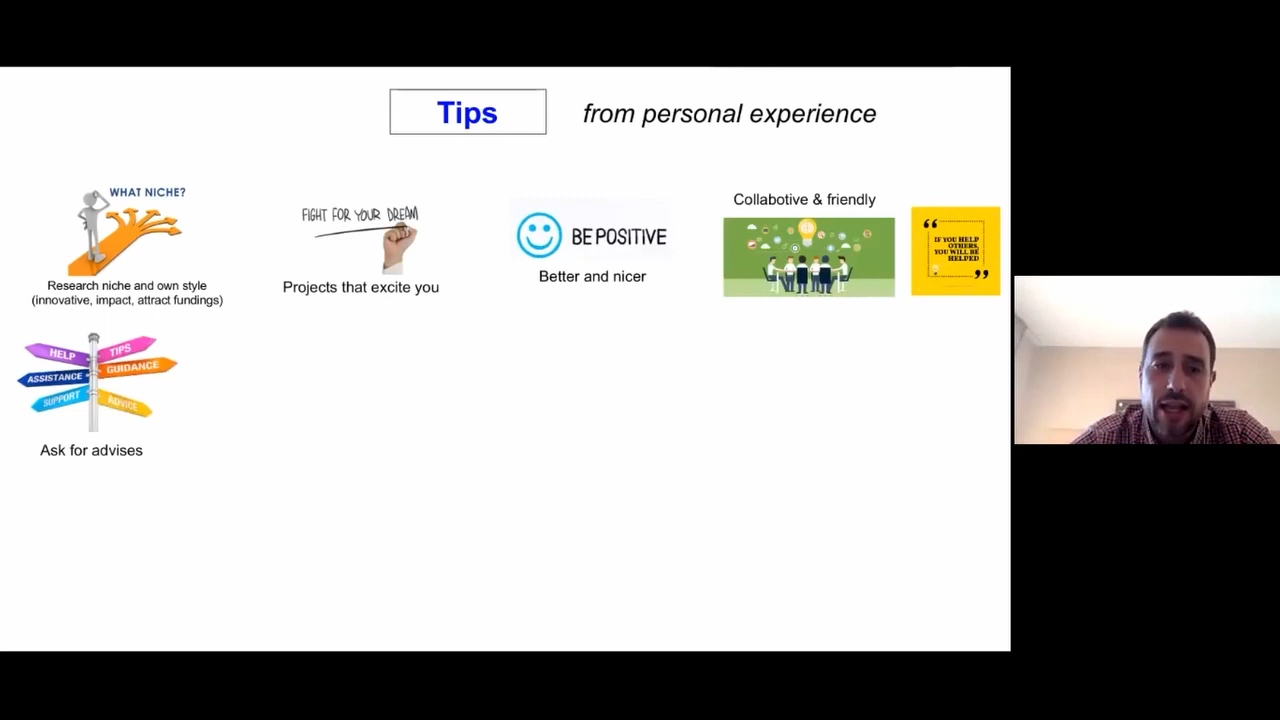 Tips
from personal experience
WHAT NICHE?
Research niche and own style
(innovative, impact, attract fundings)
FIGHT FOR YOUR DREAM
Projects that excite you
BE POSITIVE
Better and nicer
Collabotive & friendly
“
IF YOU HELP
OTHERS,
YOU WILL BE
HELPED
”
HELP
TIPS
ASSISTANCE
GUIDANCE
SUPPORT
ADVICE
Ask for advises